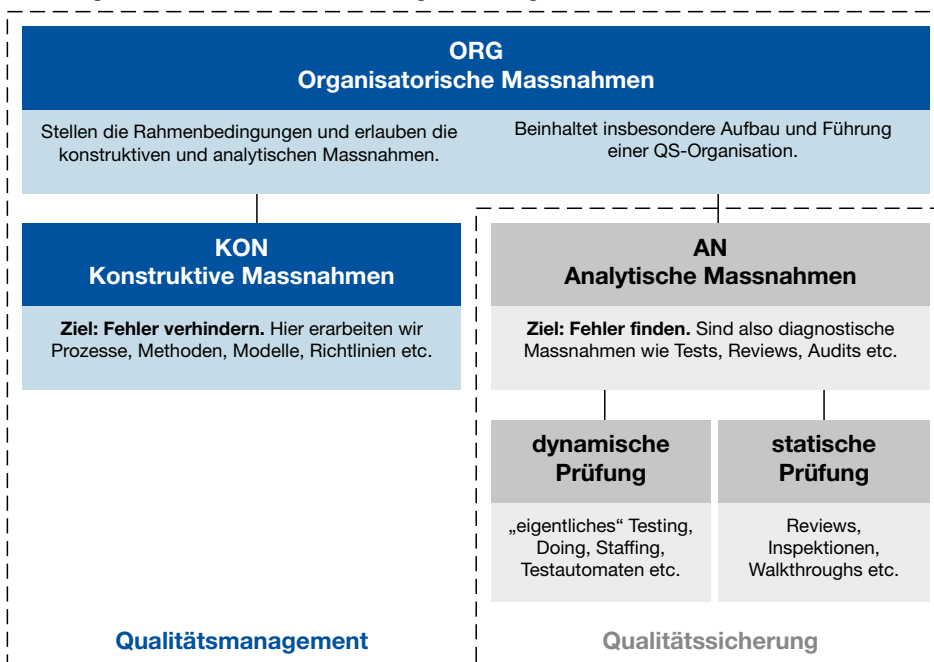 ORG
Organisatorische Massnahmen
Stellen die Rahmenbedingungen und erlauben die
konstruktiven und analytischen Massnahmen.
Beinhaltet insbesondere Aufbau und Führung
einer QS-Organisation.
KON
Konstruktive Massnahmen
Ziel: Fehler verhindern. Hier erarbeiten wir
Prozesse, Methoden, Modelle, Richtlinien etc.
AN
Analytische Massnahmen
Ziel: Fehler finden. Sind also diagnostische
Massnahmen wie Tests, Reviews, Audits etc.
dynamische
Prüfung
„eigentliches“ Testing,
Doing, Staffing,
Testautomaten etc.
statische
Prüfung
Reviews,
Inspektionen,
Walkthroughs etc.
Qualitätsmanagement
Qualitätssicherung